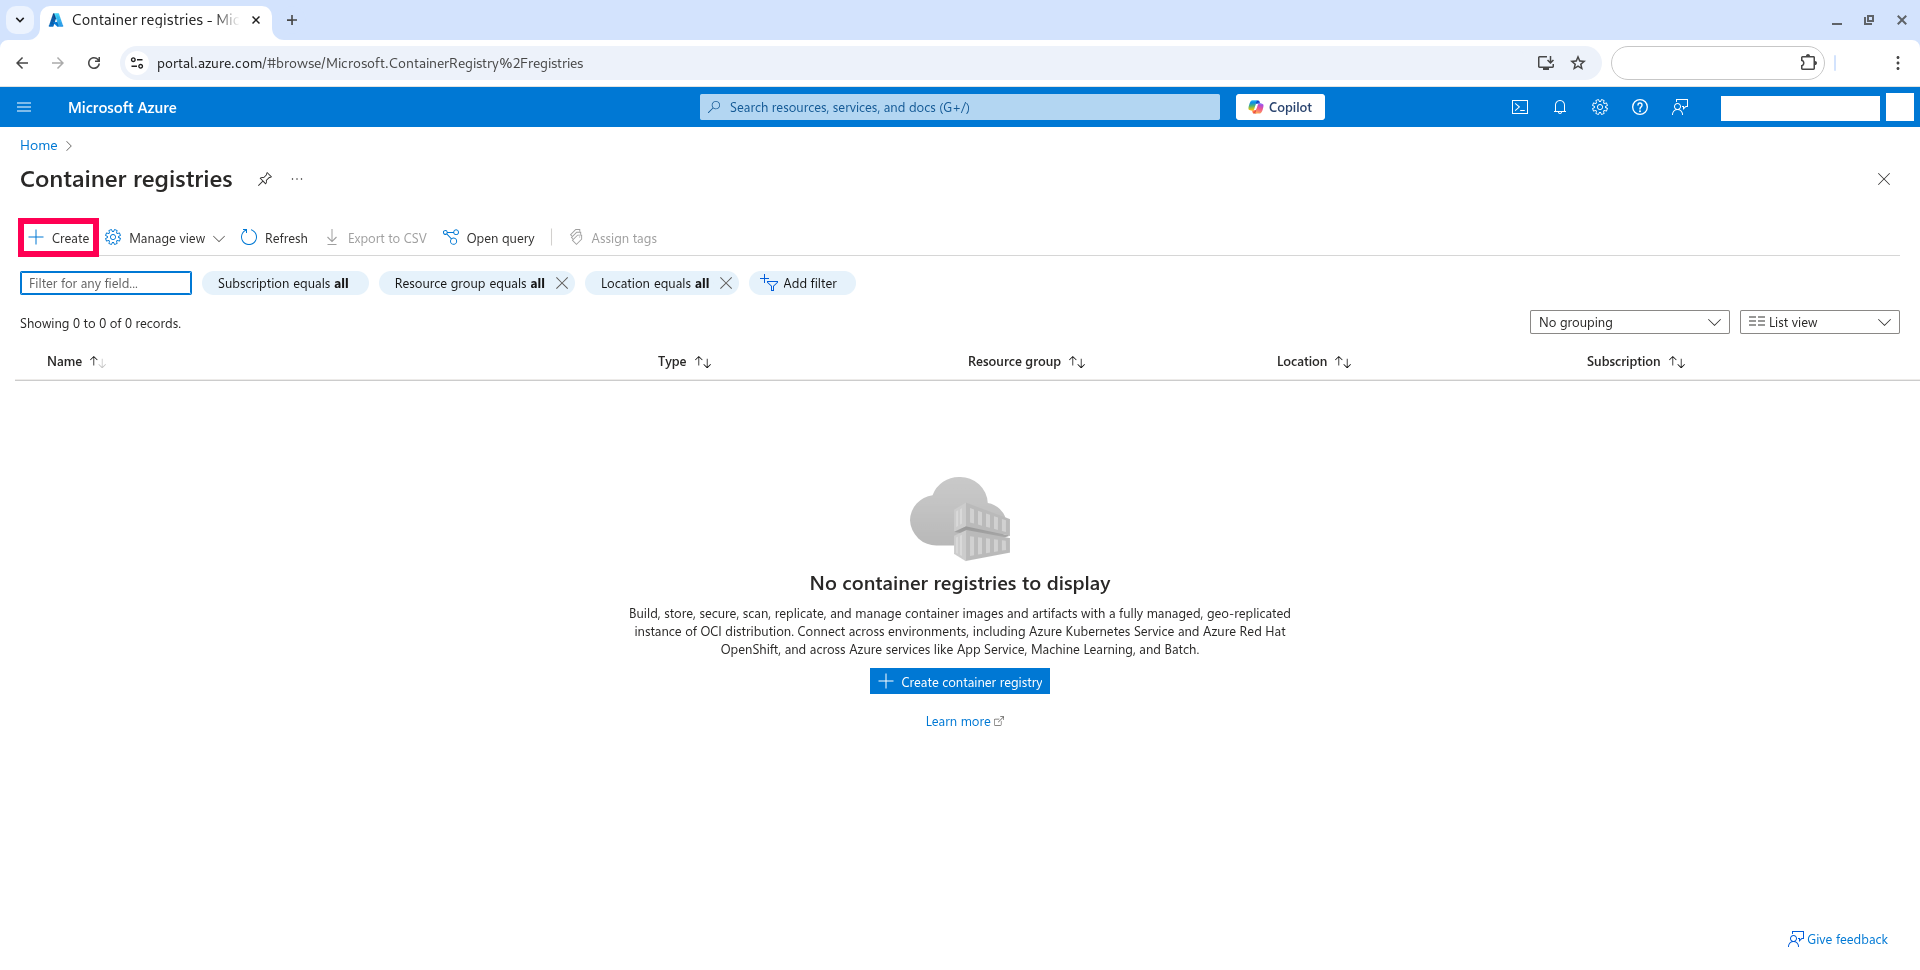 Container registries - Mic
portal.azure.com/#browse/Microsoft.ContainerRegistry%2Fregistries
Microsoft Azure
Search resources, services, and docs (G+/)
Copilot
Home
Container registries
Create
Manage view
Refresh
Export to CSV
Open query
Assign tags
Filter for any field...
Subscription equals all
Resource group equals all
Location equals all
Add filter
Showing 0 to 0 of 0 records.
No grouping
List view
Name
Type
Resource group
Location
Subscription
No container registries to display
Build, store, secure, scan, replicate, and manage container images and artifacts with a fully managed, geo-replicated
instance of OCI distribution. Connect across environments, including Azure Kubernetes Service and Azure Red Hat
OpenShift, and across Azure services like App Service, Machine Learning, and Batch.
Create container registry
Learn more
Give feedback